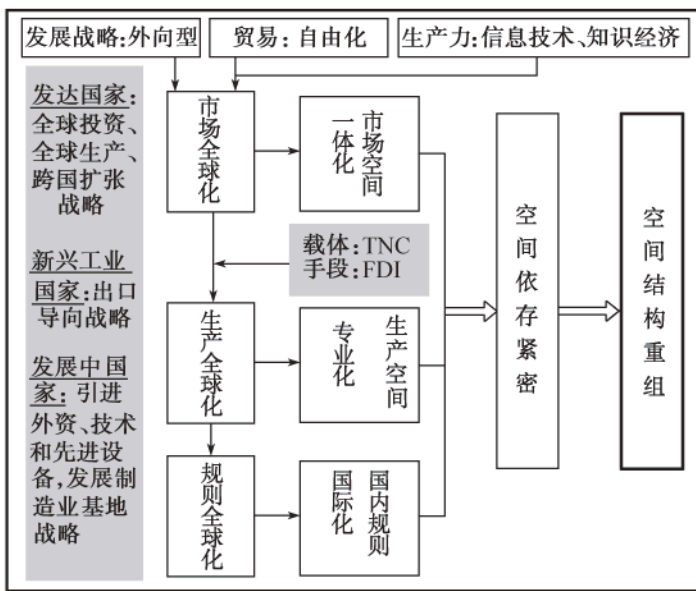 发展战略:外向型
贸易: 自由化
生产力:信息技术、知识经济
发达国家:
全球投资、
全球生产、
跨国扩张
战略
新兴工业
国家:出口
导向战略
发展中国
家: 引进
外资、技术
和先进设
备,发展制
造业基地
战略
市场全球化
市场空间
一体化
载体:TNC
手段:FDI
生产全球化
生产空间
专业化
规则全球化
国内规则
国际化
空间依存紧密
空间结构重组